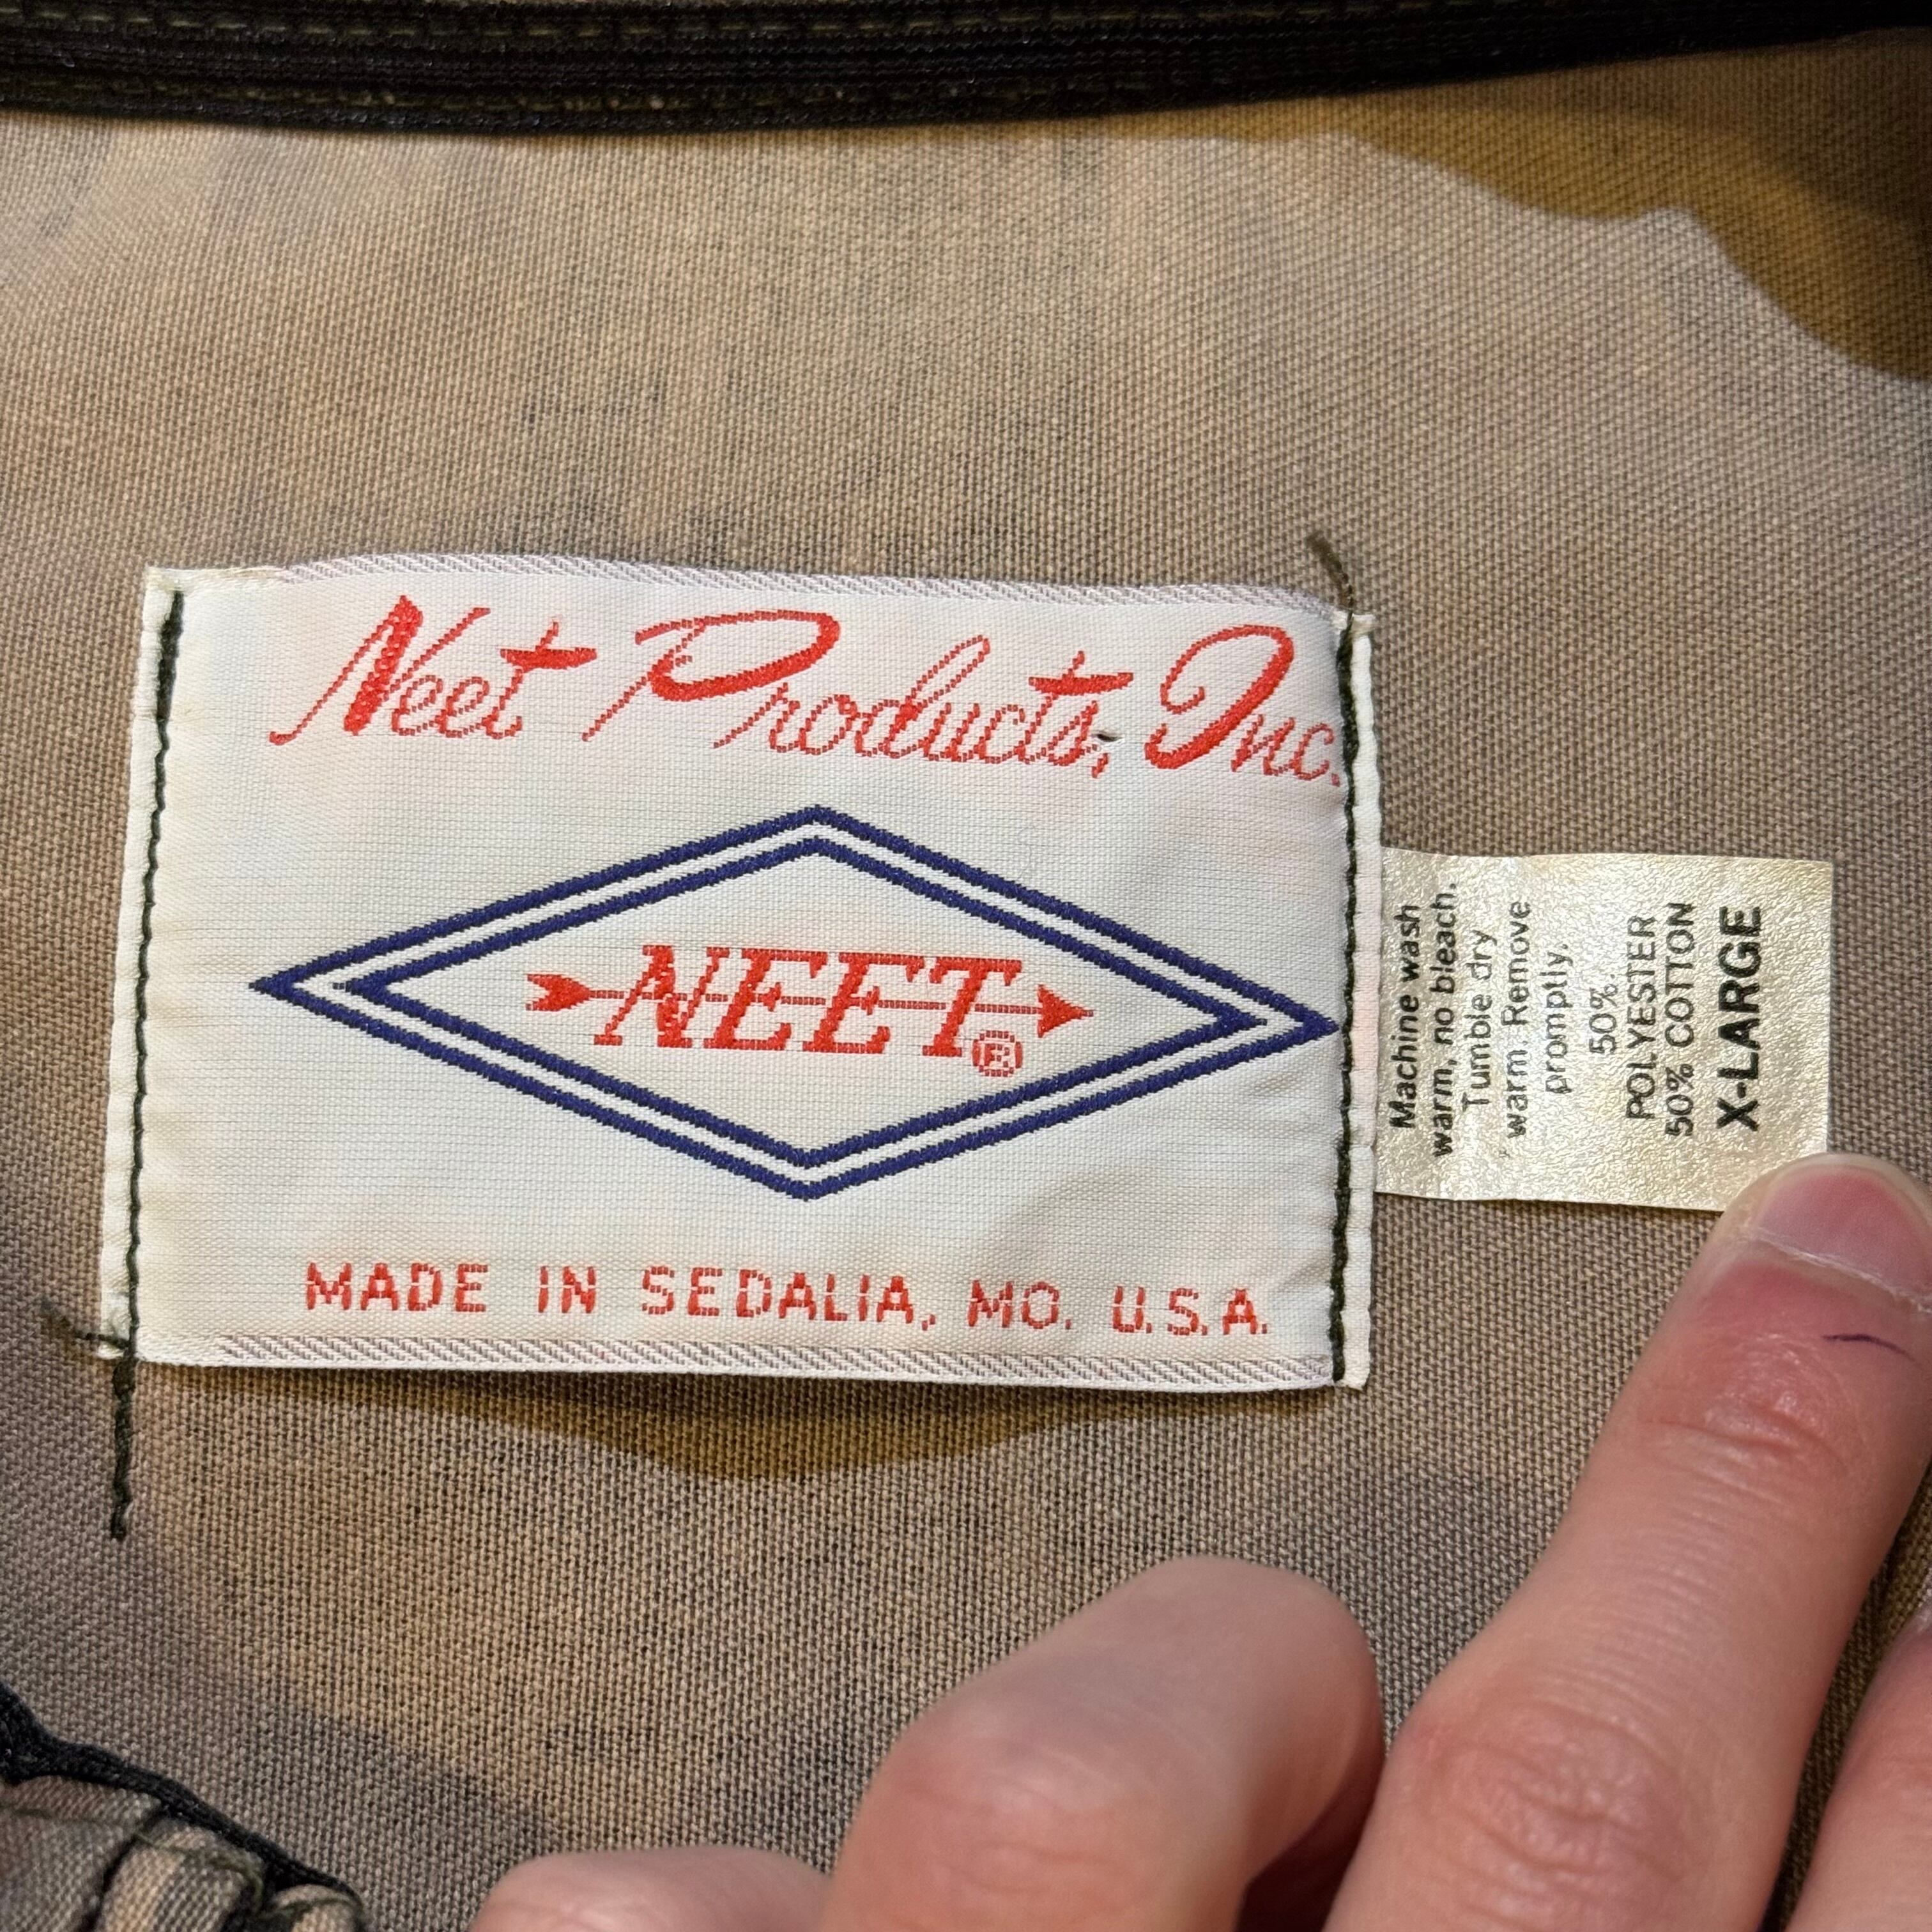 Neet Products, Inc.
NEET®
MADE IN SEDALIA, MO. U.S.A.
Machine wash
warm, no bleach.
Tumble dry
warm. Remove
promptly.
50%
POLYESTER
50% COTTON
X-LARGE